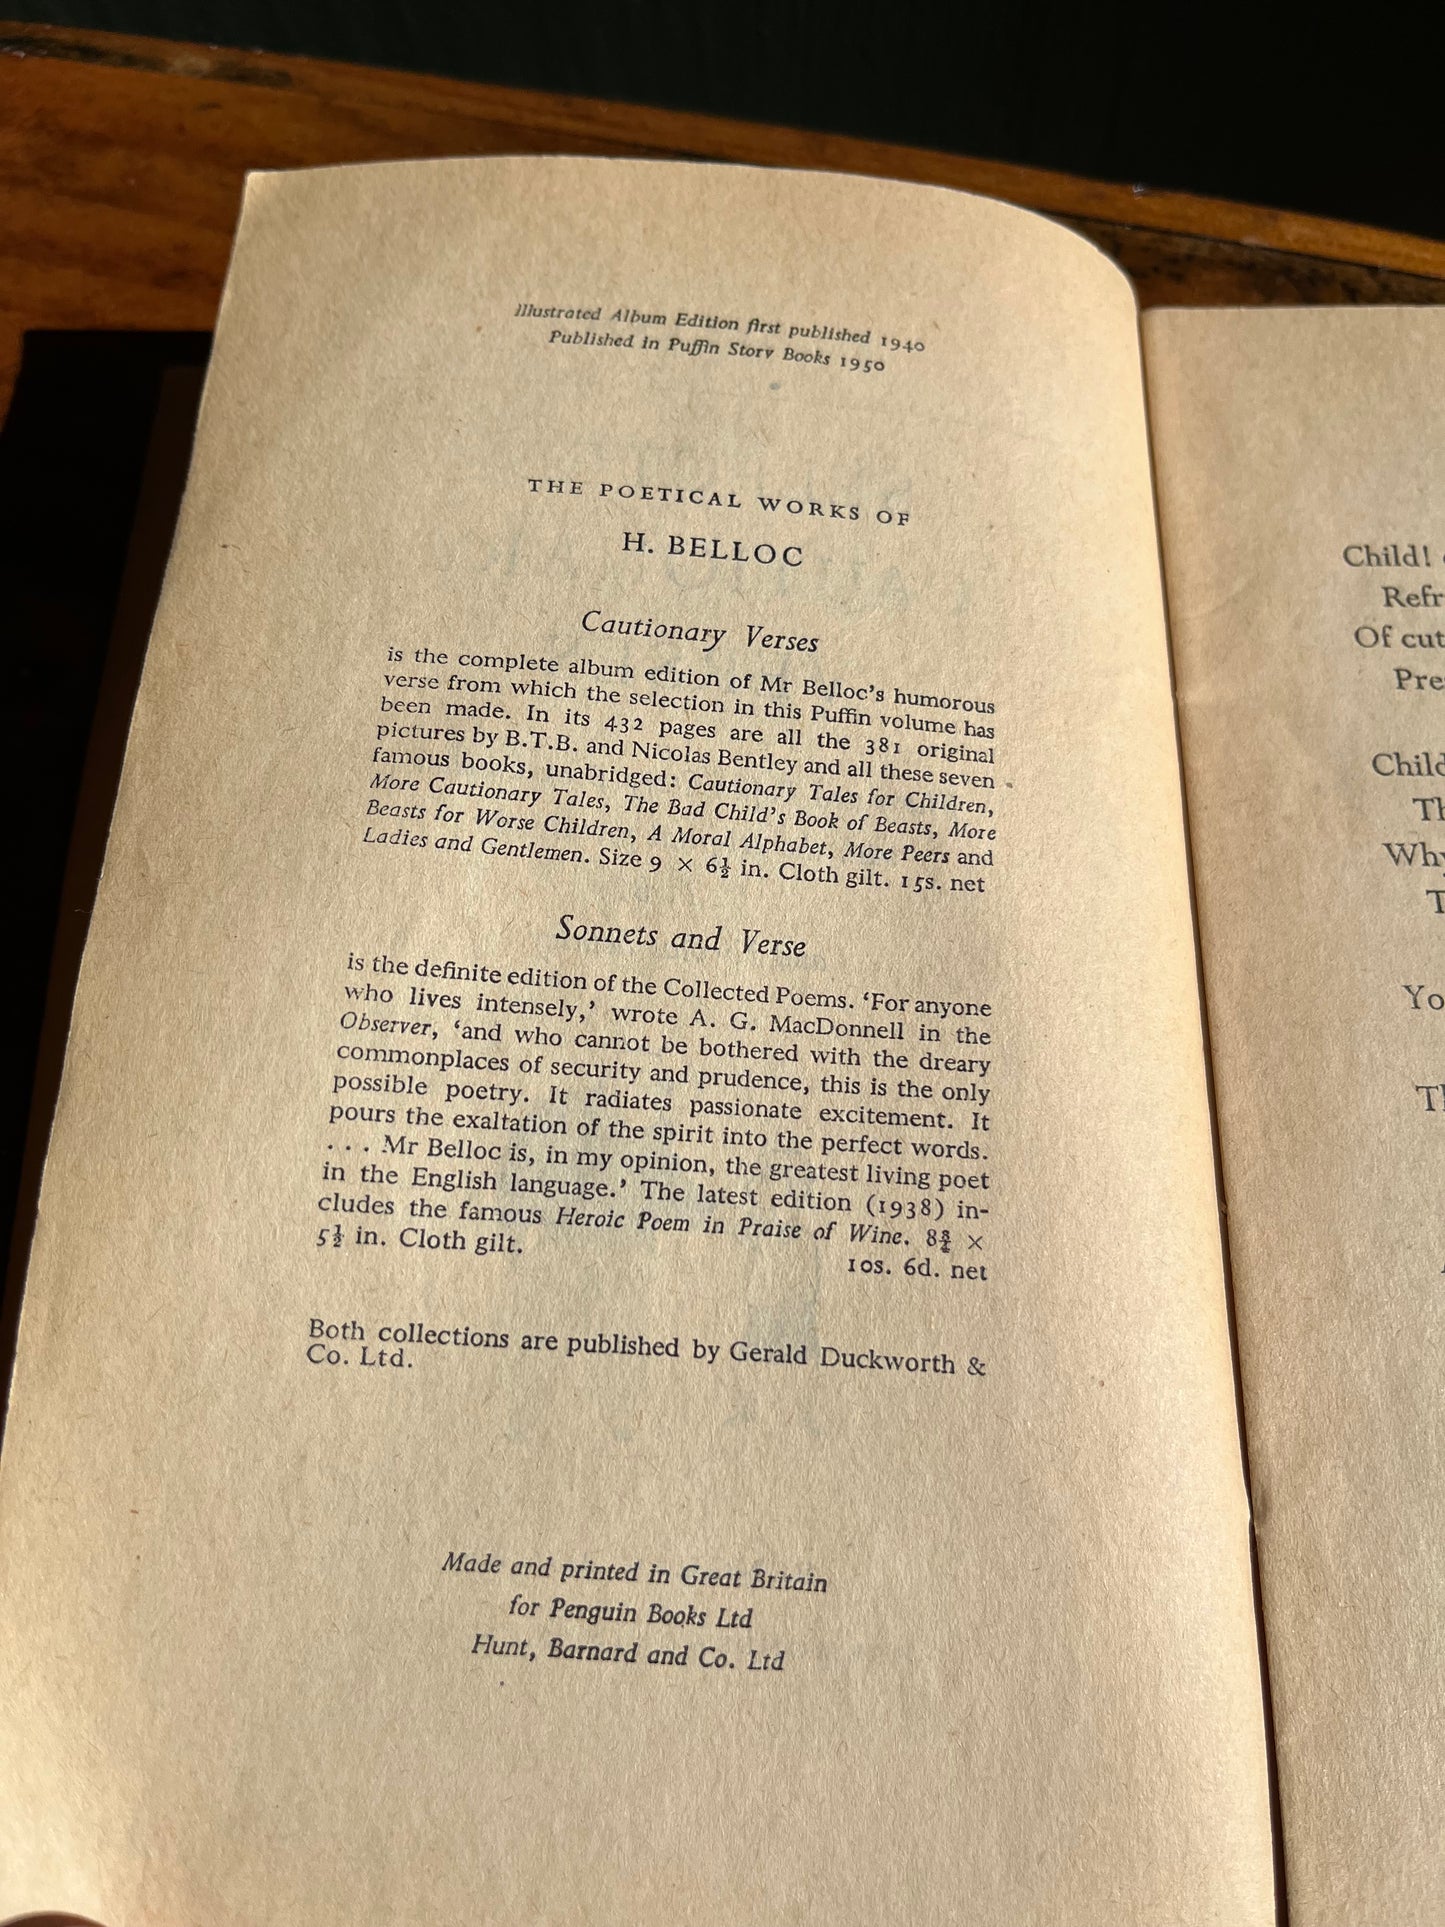 Illustrated Album Edition first published 1940
Published in Puffin Story Books 1950
THE POETICAL WORKS OF
H. BELLOC
Cautionary Verses
is the complete album edition of Mr Belloc's humorous
verse from which the selection in this Puffin volume has
been made. In its 432 pages are all the 381 original
pictures by B.T.B. and Nicolas Bentley and all these seven
famous books, unabridged: Cautionary Tales for Children,
More Cautionary Tales, The Bad Child's Book of Beasts, More
Beasts for Worse Children, A Moral Alphabet, More Peers and
Ladies and Gentlemen. Size 9 × 6½ in. Cloth gilt. 15s. net
Sonnets and Verse
is the definite edition of the Collected Poems. 'For anyone
who lives intensely,' wrote A. G. MacDonnell in the
Observer, 'and who cannot be bothered with the dreary
commonplaces of security and prudence, this is the only
possible poetry. It radiates passionate excitement. It
pours the exaltation of the spirit into the perfect words.
. . . Mr Belloc is, in my opinion, the greatest living poet
in the English language.' The latest edition (1938) in-
cludes the famous Heroic Poem in Praise of Wine. 8¾ ×
5½ in. Cloth gilt.
10s. 6d. net
Both collections are published by Gerald Duckworth &
Co. Ltd.
Made and printed in Great Britain
for Penguin Books Ltd
Hunt, Barnard and Co. Ltd
Child!
Refr
Of cut
Pre
Child
Th
Why
T
Yo
Th